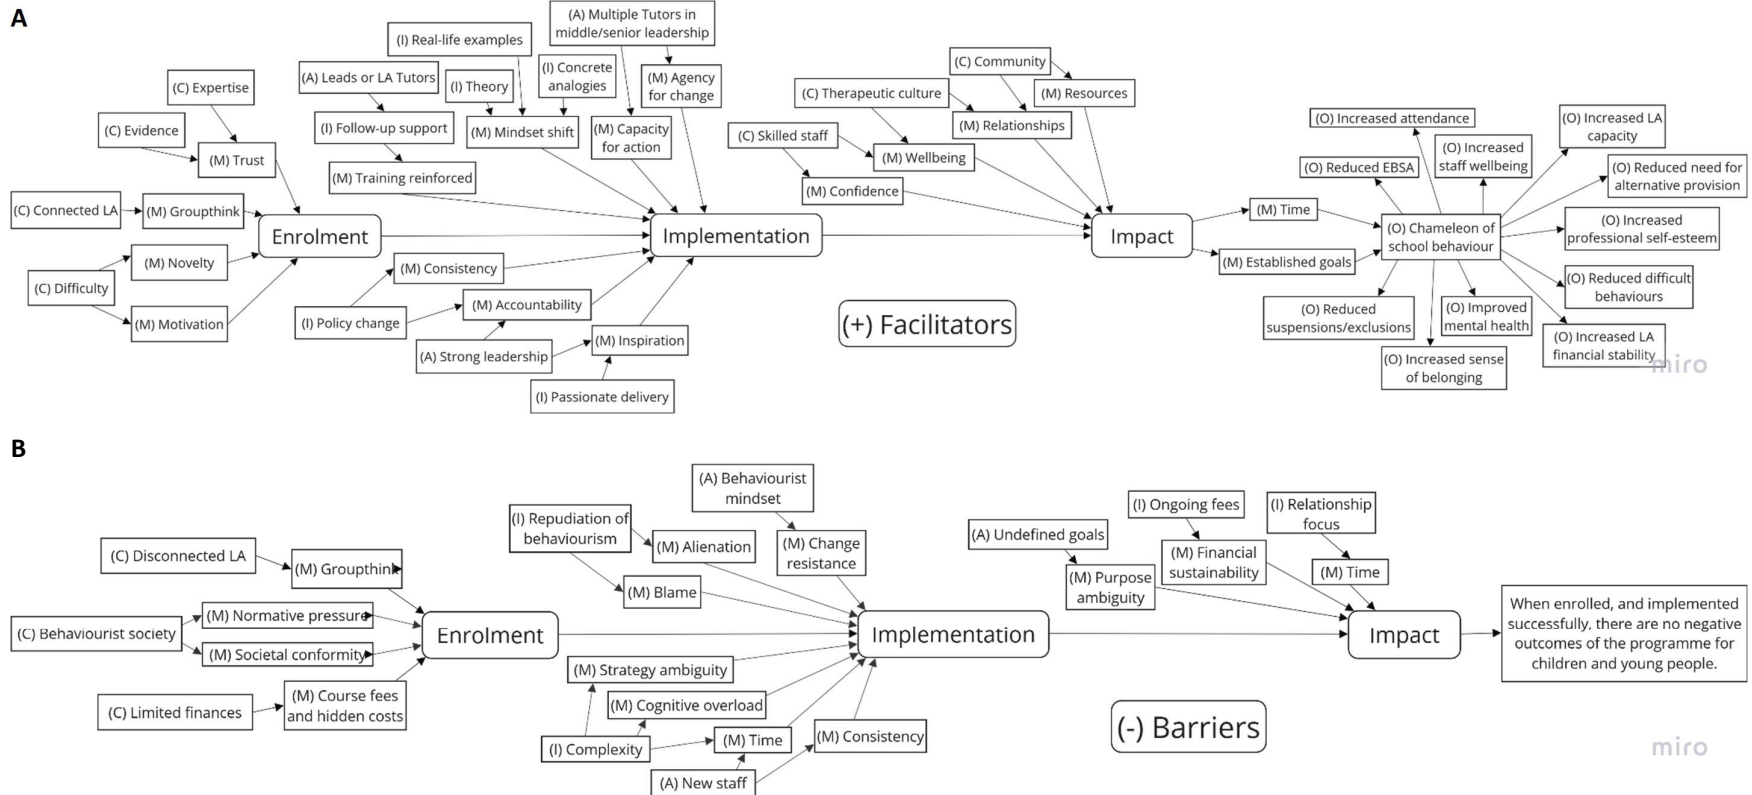 A
(A) Multiple Tutors in
middle/senior leadership
(I) Real-life examples
(C) Community
(I) Concrete
analogies
(A) Leads or LA Tutors
(I) Theory
(M) Agency
for change
(C) Expertise
(C) Therapeutic culture
(M) Resources
(C) Evidence
(I) Follow-up support
(M) Mindset shift
(M) Capacity
for action
(C) Skilled staff
(M) Relationships
(M) Trust
(M) Wellbeing
(M) Training reinforced
(M) Confidence
(O) Increased attendance
(O) Increased
staff wellbeing
(O) Increased LA
capacity
(O) Reduced EBSA
(O) Reduced need for
alternative provision
(C) Connected LA
(M) Groupthink
Enrolment
Implementation
Impact
(M) Time
(O) Chameleon of
school behaviour
(O) Increased
professional self-esteem
(M) Novelty
(M) Consistency
(M) Established goals
(C) Difficulty
(O) Reduced difficult
behaviours
(M) Motivation
(I) Policy change
(M) Accountability
(+) Facilitators
(O) Reduced
suspensions/exclusions
(O) Improved
mental health
(A) Strong leadership
(M) Inspiration
(O) Increased sense
of belonging
(O) Increased LA
financial stability
miro
(I) Passionate delivery
B
(A) Behaviourist
mindset
(I) Repudiation of
behaviourism
(M) Alienation
(M) Change
resistance
(A) Undefined goals
(I) Ongoing fees
(I) Relationship
focus
(C) Disconnected LA
(M) Groupthink
(M) Blame
(M) Purpose
ambiguity
(M) Financial
sustainability
(M) Time
(C) Behaviourist society
(M) Normative pressure
(M) Societal conformity
Enrolment
Implementation
Impact
When enrolled, and implemented
successfully, there are no negative
outcomes of the programme for
children and young people.
(C) Limited finances
(M) Course fees
and hidden costs
(M) Strategy ambiguity
(M) Cognitive overload
(I) Complexity
(M) Time
(M) Consistency
(A) New staff
(-) Barriers
miro